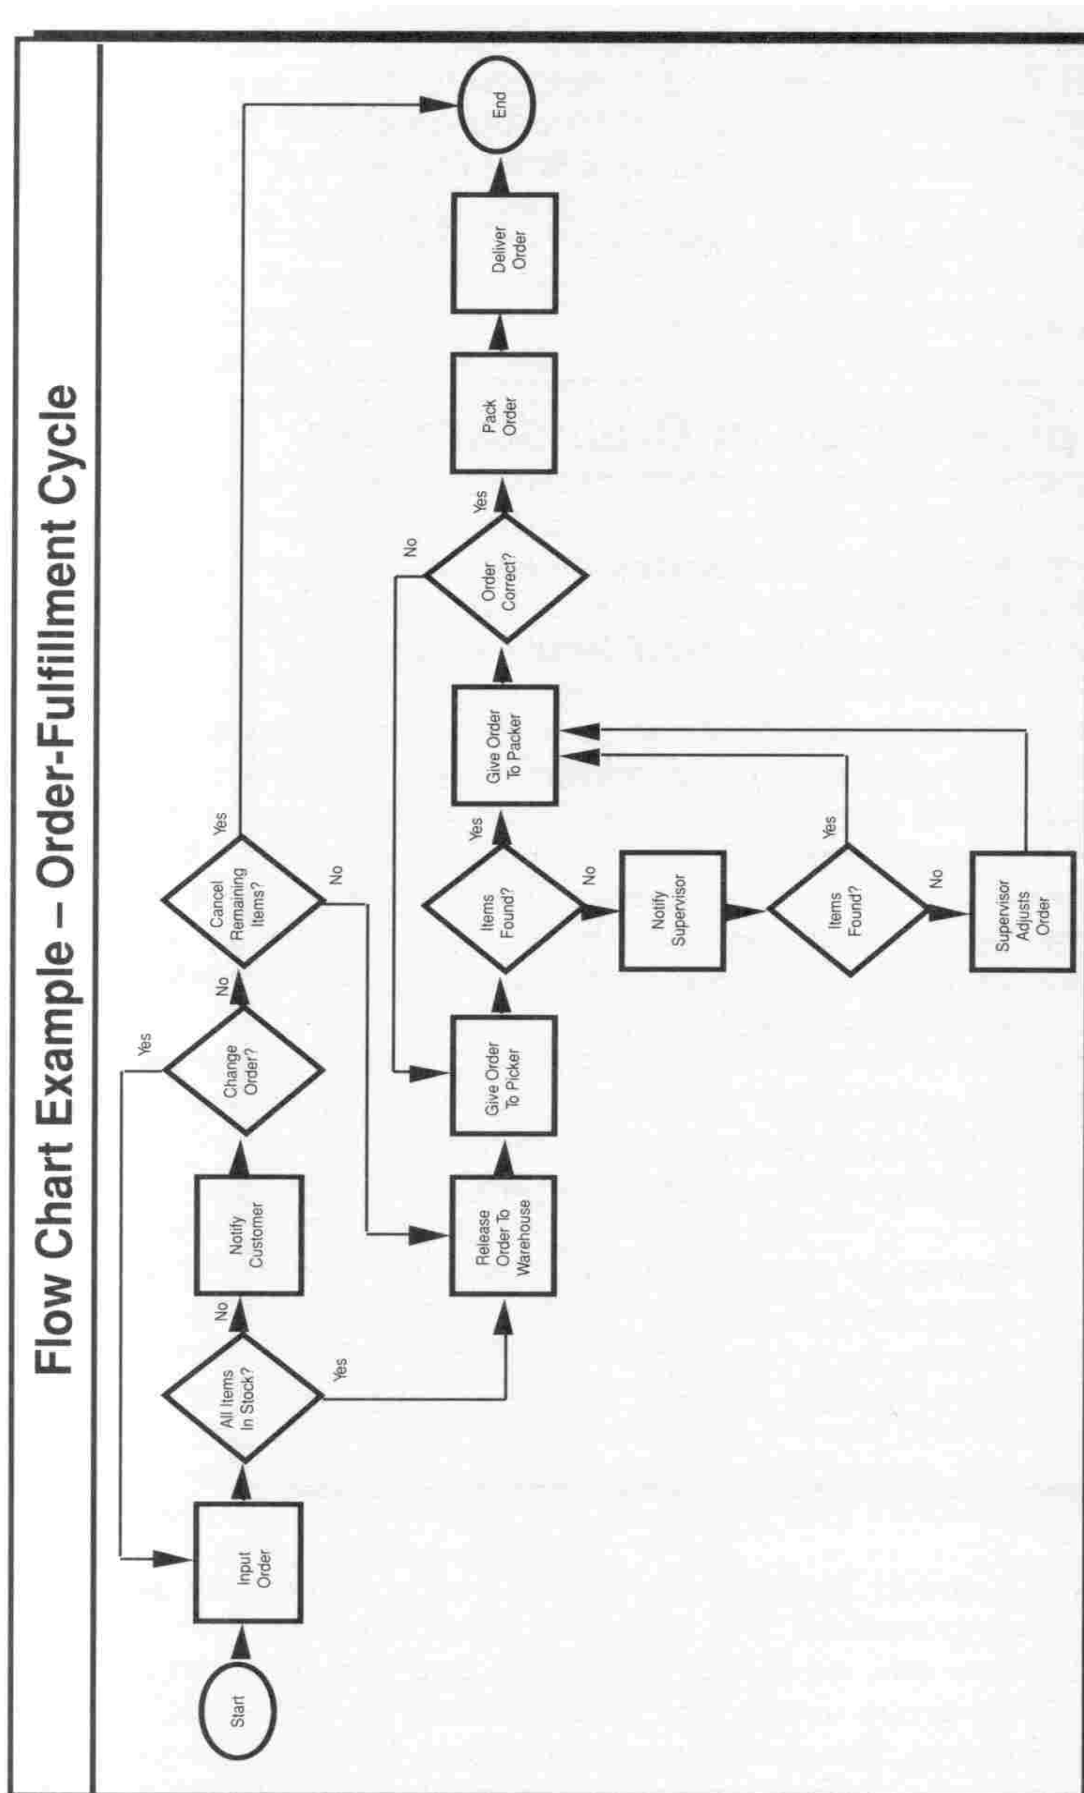 Flow Chart Example – Order-Fulfillment Cycle
Yes
Start
Input
Order
All Items
In Stock?
No
Notify
Customer
Change
Order?
No
Cancel
Remaining
Items?
Yes
Yes
No
No
Release
Order To
Warehouse
Give Order
To Picker
Items
Found?
Yes
Give Order
To Packer
Order
Correct?
Yes
Pack
Order
Deliver
Order
End
No
Notify
Supervisor
Items
Found?
Yes
No
Supervisor
Adjusts
Order